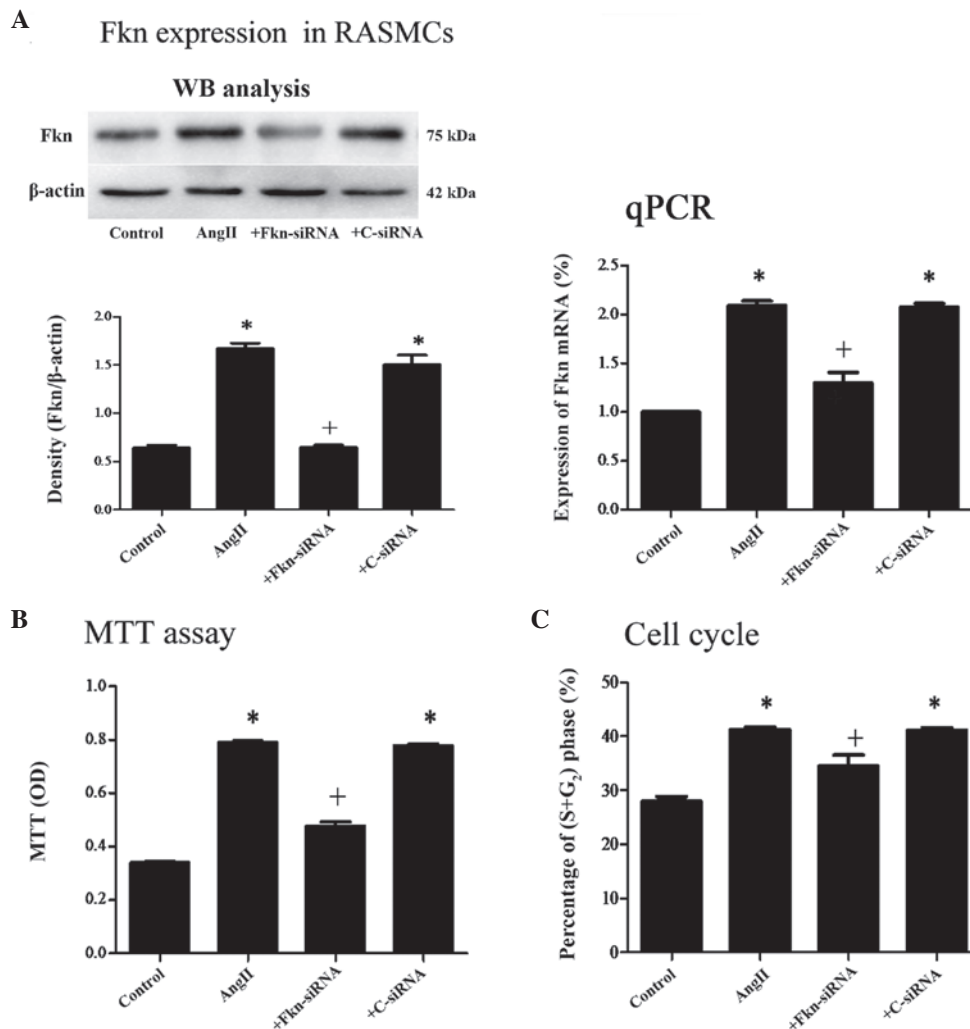 A
Fkn expression in RASMCs
WB analysis
Fkn
75 kDa
β-actin
42 kDa
Control AngII +Fkn-siRNA +C-siRNA
Density (Fkn/β-actin)
2.0
1.5
1.0
0.5
0.0
*
+
*
Control
AngII
+Fkn-siRNA
+C-siRNA
qPCR
Expression of Fkn mRNA (%)
2.5
2.0
1.5
1.0
0.5
0.0
*
+
*
Control
AngII
+Fkn-siRNA
+C-siRNA
B
MTT assay
MTT (OD)
1.0
0.8
0.6
0.4
0.2
0.0
*
+
*
Control
AngII
+Fkn-siRNA
+C-siRNA
C
Cell cycle
Percentage of (S+G₂) phase (%)
50
40
30
20
10
0
*
+
*
Control
AngII
+Fkn-siRNA
+C-siRNA